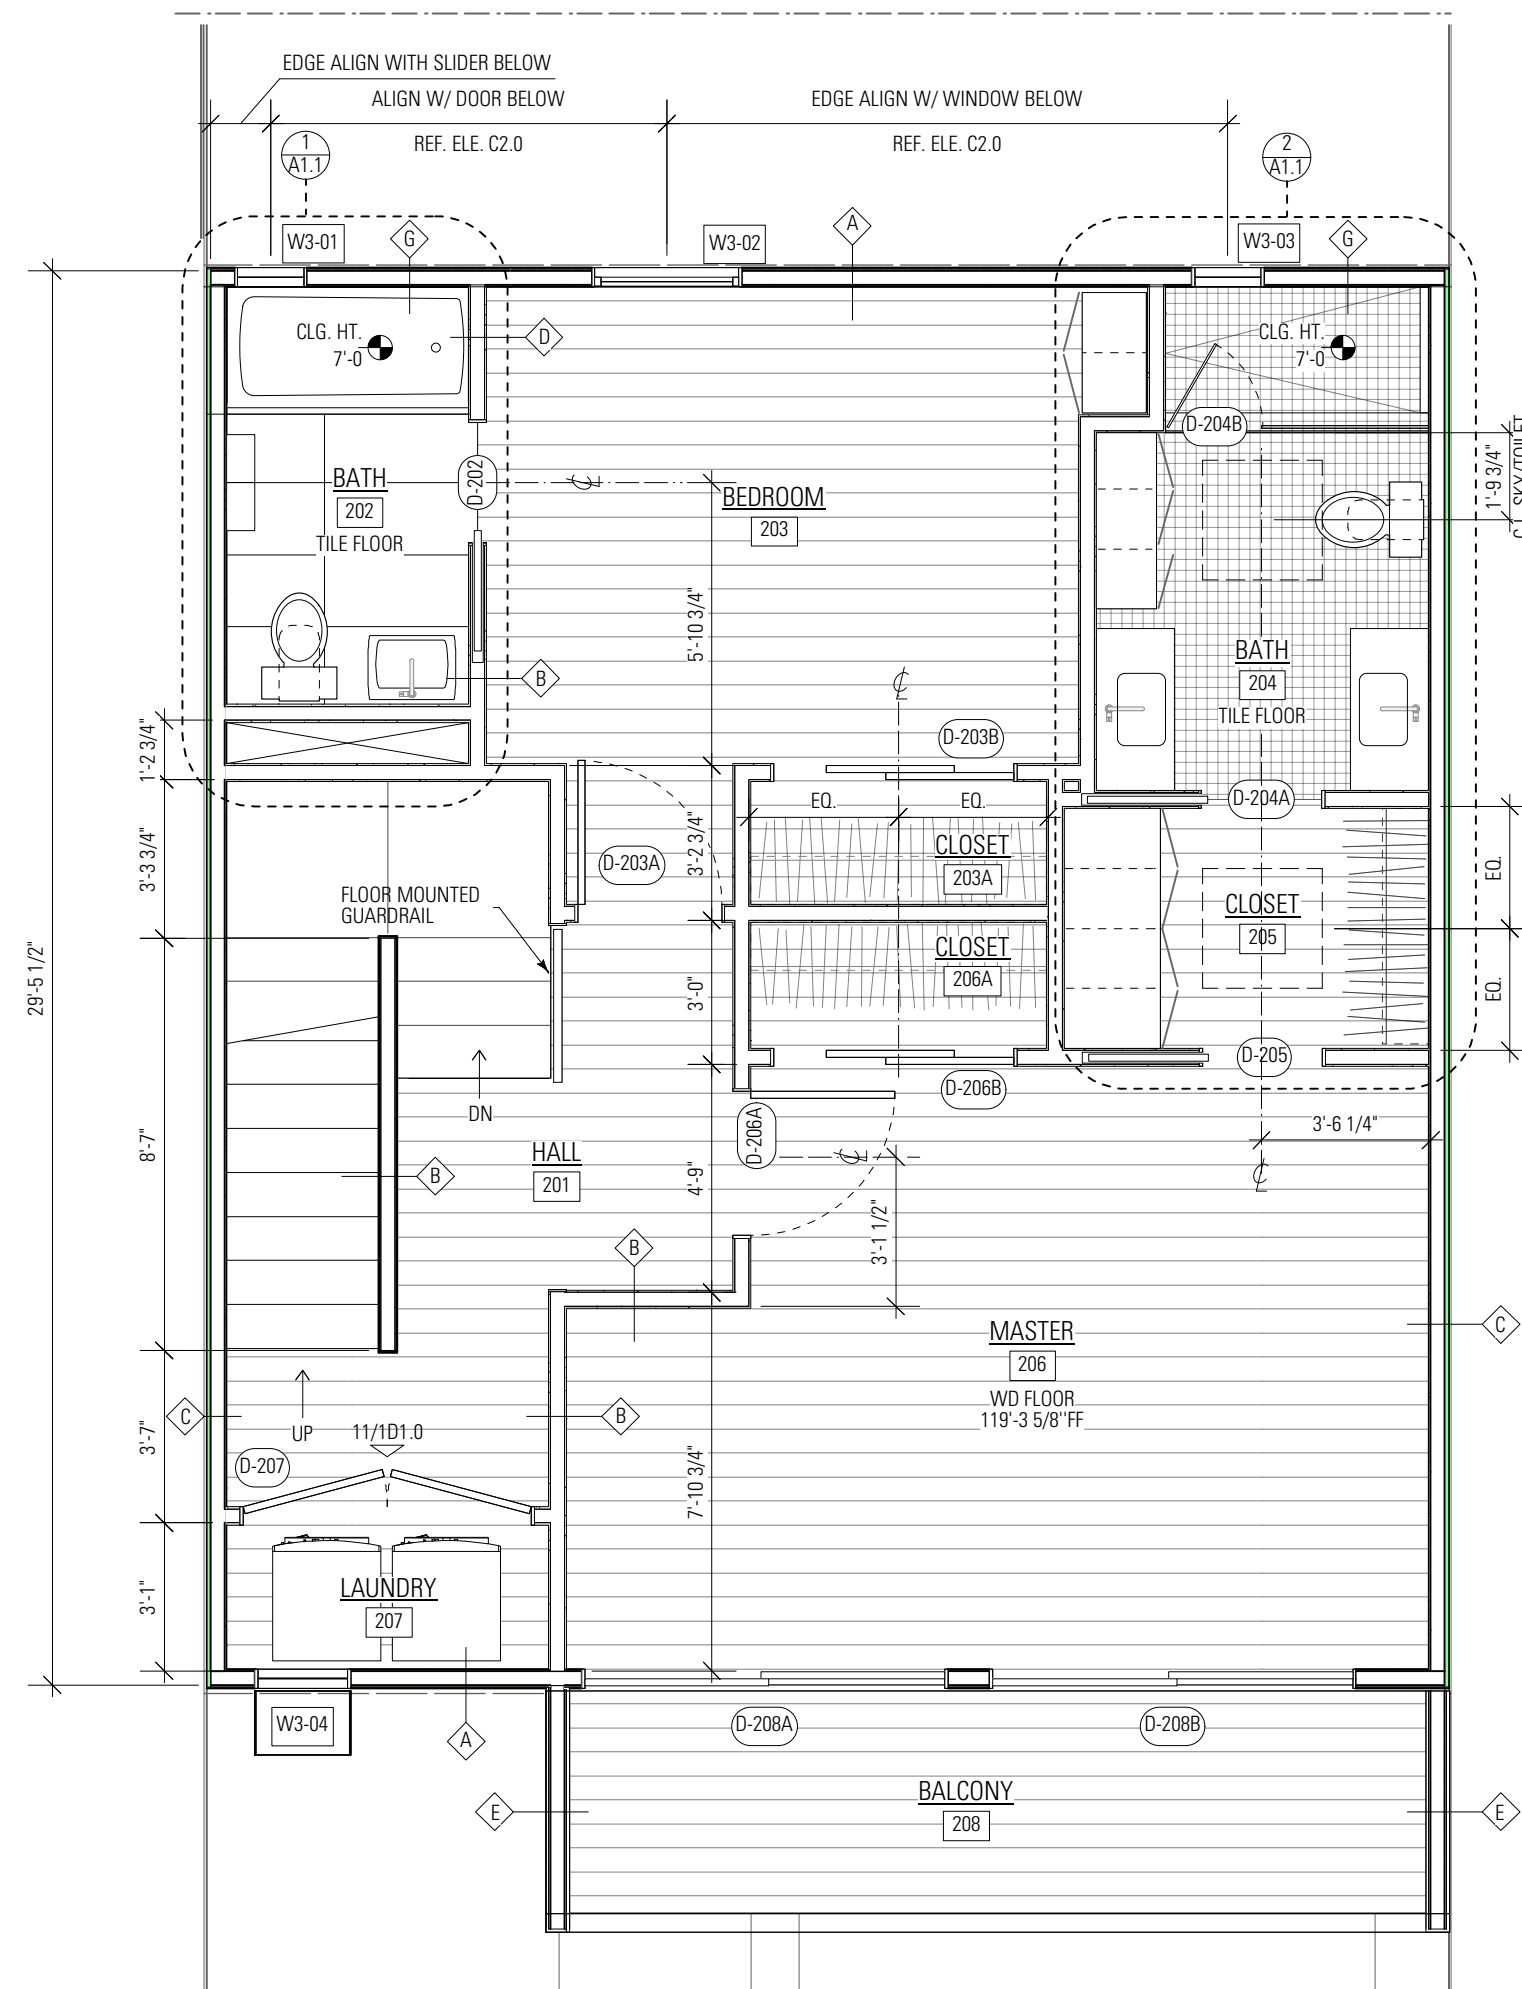 EDGE ALIGN WITH SLIDER BELOW
ALIGN W/ DOOR BELOW
EDGE ALIGN W/ WINDOW BELOW
REF. ELE. C2.0
REF. ELE. C2.0
1
A1.1
2
A1.1
W3-01
G
W3-02
A
W3-03
G
CLG. HT.
7'-0
D
CLG. HT.
7'-0
D-204B
1'-9 3/4"
BATH
202
TILE FLOOR
D-202
BEDROOM
203
5'-10 3/4"
B
BATH
204
TILE FLOOR
1'-2 3/4"
D-203B
D-204A
EQ.
EQ.
3'-3 3/4"
3'-2 3/4"
D-203A
CLOSET
203A
EQ.
FLOOR MOUNTED
GUARDRAIL
CLOSET
205
CLOSET
206A
29'-5 1/2"
3'-0"
EQ.
D-205
D-206B
DN
D-206A
3'-6 1/4"
8'-7"
HALL
201
B
4'-9"
3'-1 1/2"
B
MASTER
206
WD FLOOR
119'-3 5/8"FF
C
C
UP
11/1D1.0
B
3'-7"
D-207
7'-10 3/4"
3'-1"
LAUNDRY
207
W3-04
A
D-208A
D-208B
BALCONY
208
E
E